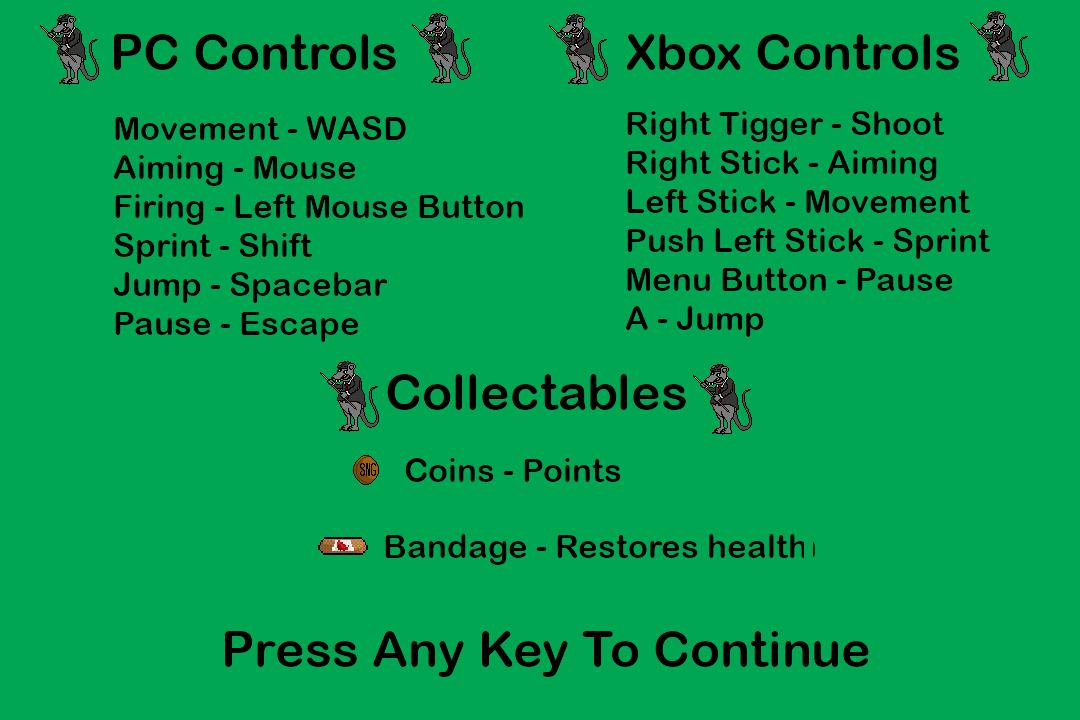 PC Controls
Movement - WASD
Aiming - Mouse
Firing - Left Mouse Button
Sprint - Shift
Jump - Spacebar
Pause - Escape
Xbox Controls
Right Tigger - Shoot
Right Stick - Aiming
Left Stick - Movement
Push Left Stick - Sprint
Menu Button - Pause
A - Jump
Collectables
SNG
Coins - Points
Bandage - Restores health
Press Any Key To Continue